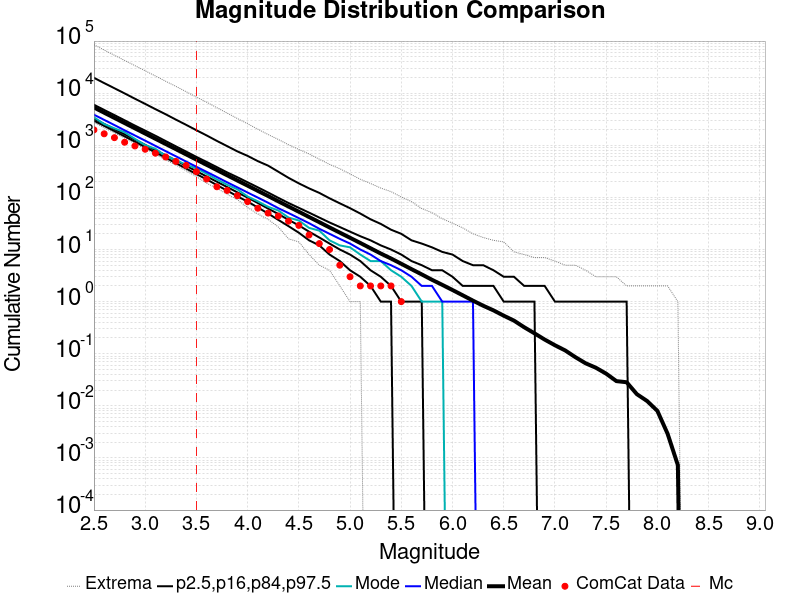 Magnitude Distribution Comparison
Cumulative Number
10^5
10^4
10^3
10^2
10^1
10^0
10^-1
10^-2
10^-3
10^-4
2.5 3.0 3.5 4.0 4.5 5.0 5.5 6.0 6.5 7.0 7.5 8.0 8.5 9.0
Magnitude
Extrema p2.5,p16,p84,p97.5 Mode Median Mean ComCat Data Mc